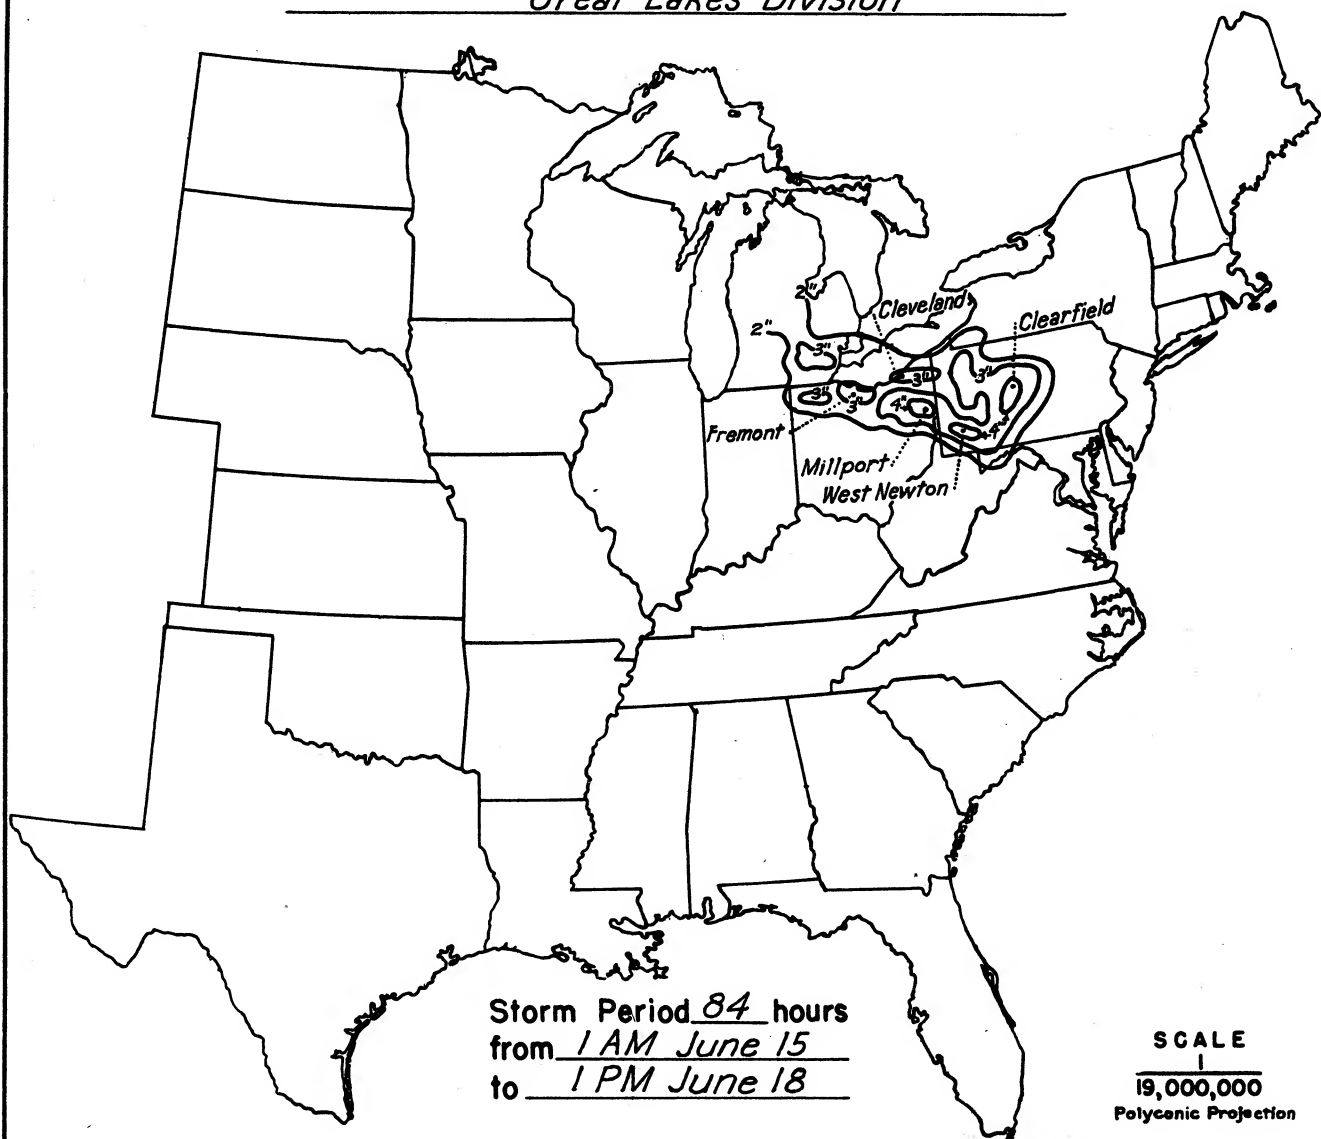 Great Lakes Division
2"
Cleveland
Clearfield
2"
3"
3"
3"
3"
3"
4"
4"
Fremont
Millport
West Newton
Storm Period 84 hours
from 1 AM June 15
to 1 PM June 18
SCALE
1
19,000,000
Polyconic Projection